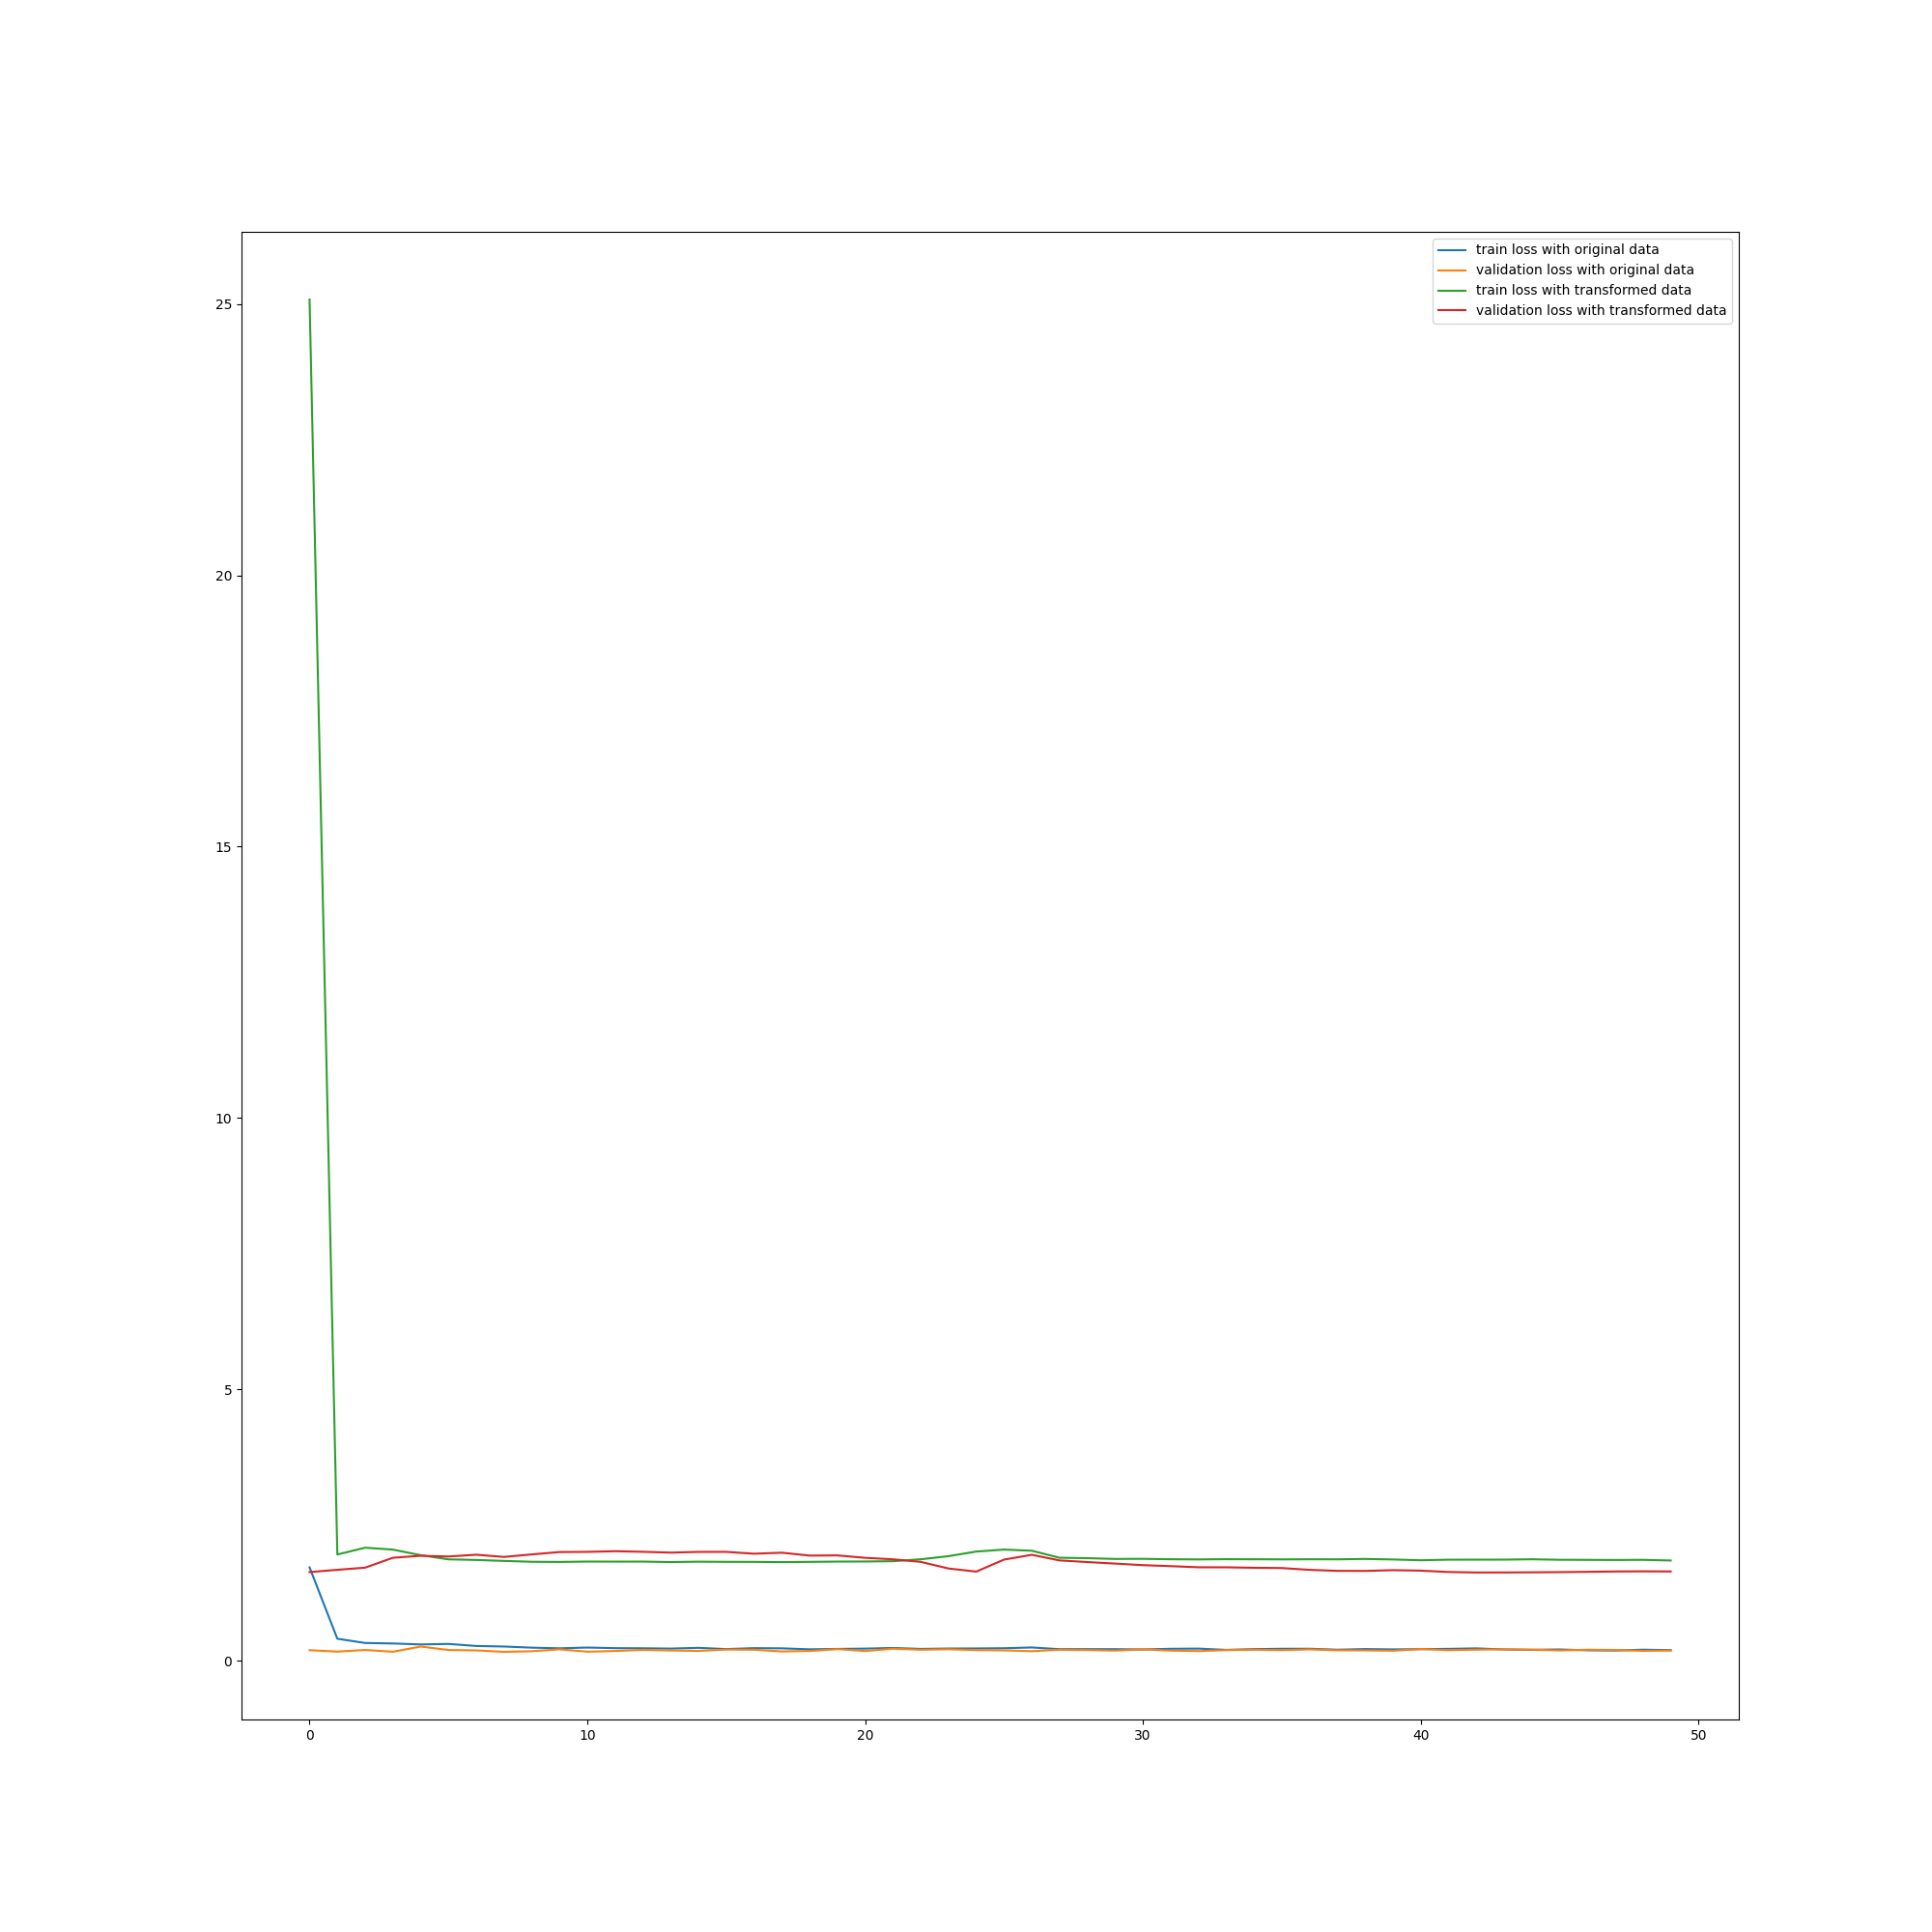 train loss with original data
validation loss with original data
train loss with transformed data
validation loss with transformed data
25
20
15
10
5
0
0 10 20 30 40 50